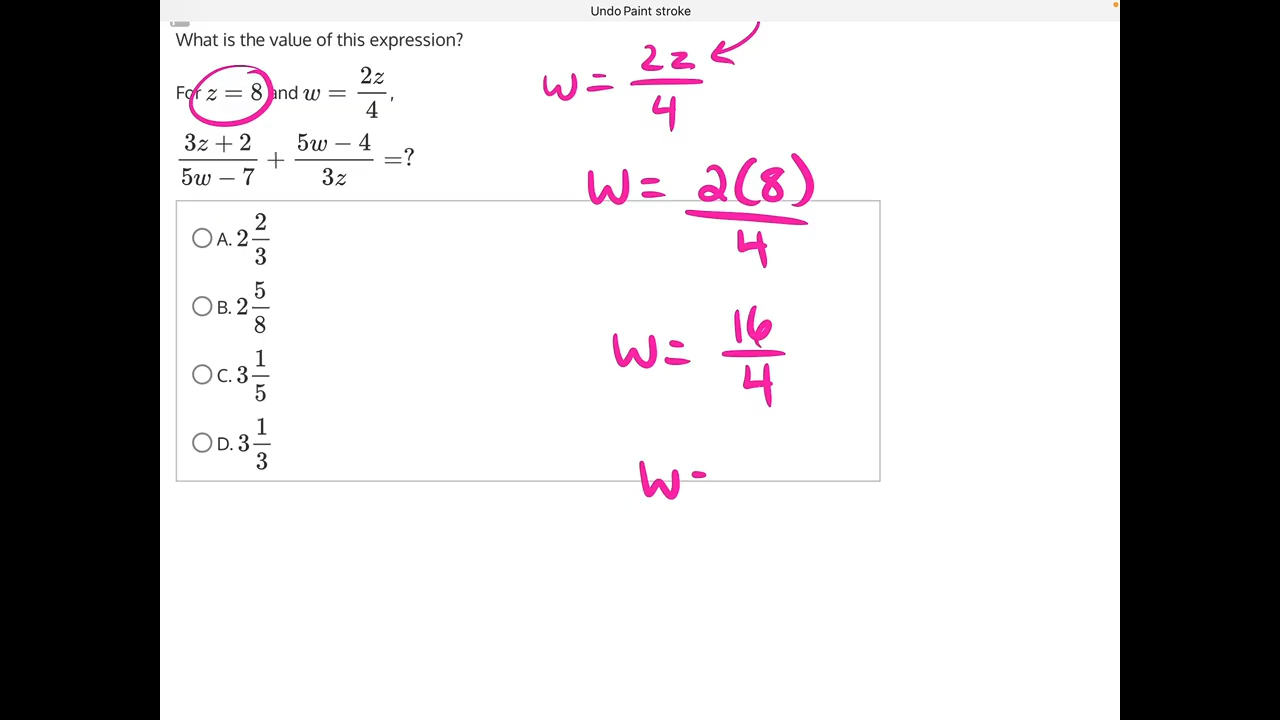 Undo Paint stroke
What is the value of this expression?
For z = 8 and w = 2z/4,
(3z + 2)/(5w − 7) + (5w − 4)/(3z) =?
A. 2 2/3
B. 2 5/8
C. 3 1/5
D. 3 1/3
w = 2z/4
w = 2(8)/4
w = 16/4
w -